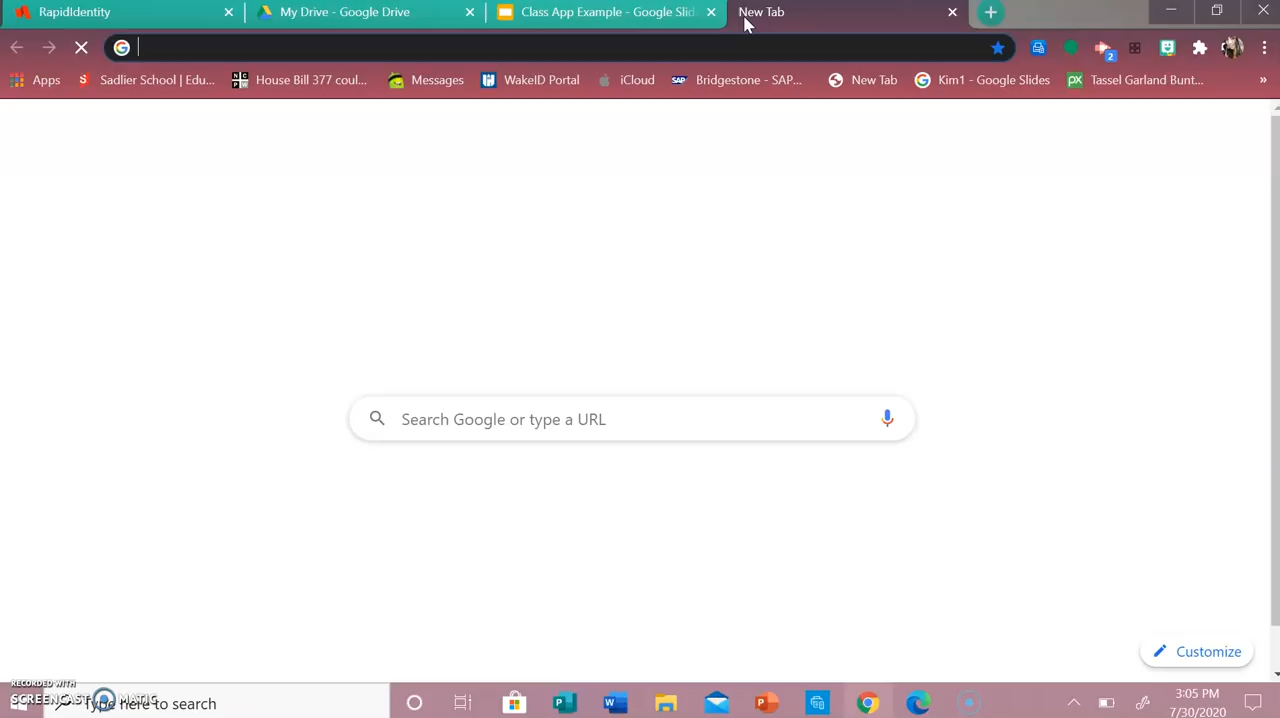 RapidIdentity
My Drive - Google Drive
Class App Example - Google Slid
New Tab
Apps
Sadlier School | Edu...
House Bill 377 coul...
Messages
WakeID Portal
iCloud
Bridgestone - SAP...
New Tab
Kim1 - Google Slides
Tassel Garland Bunt...
»
2
Search Google or type a URL
Customize
RECORDED WITH
SCREENCAST MATIC
Type here to search
3:05 PM
7/30/2020